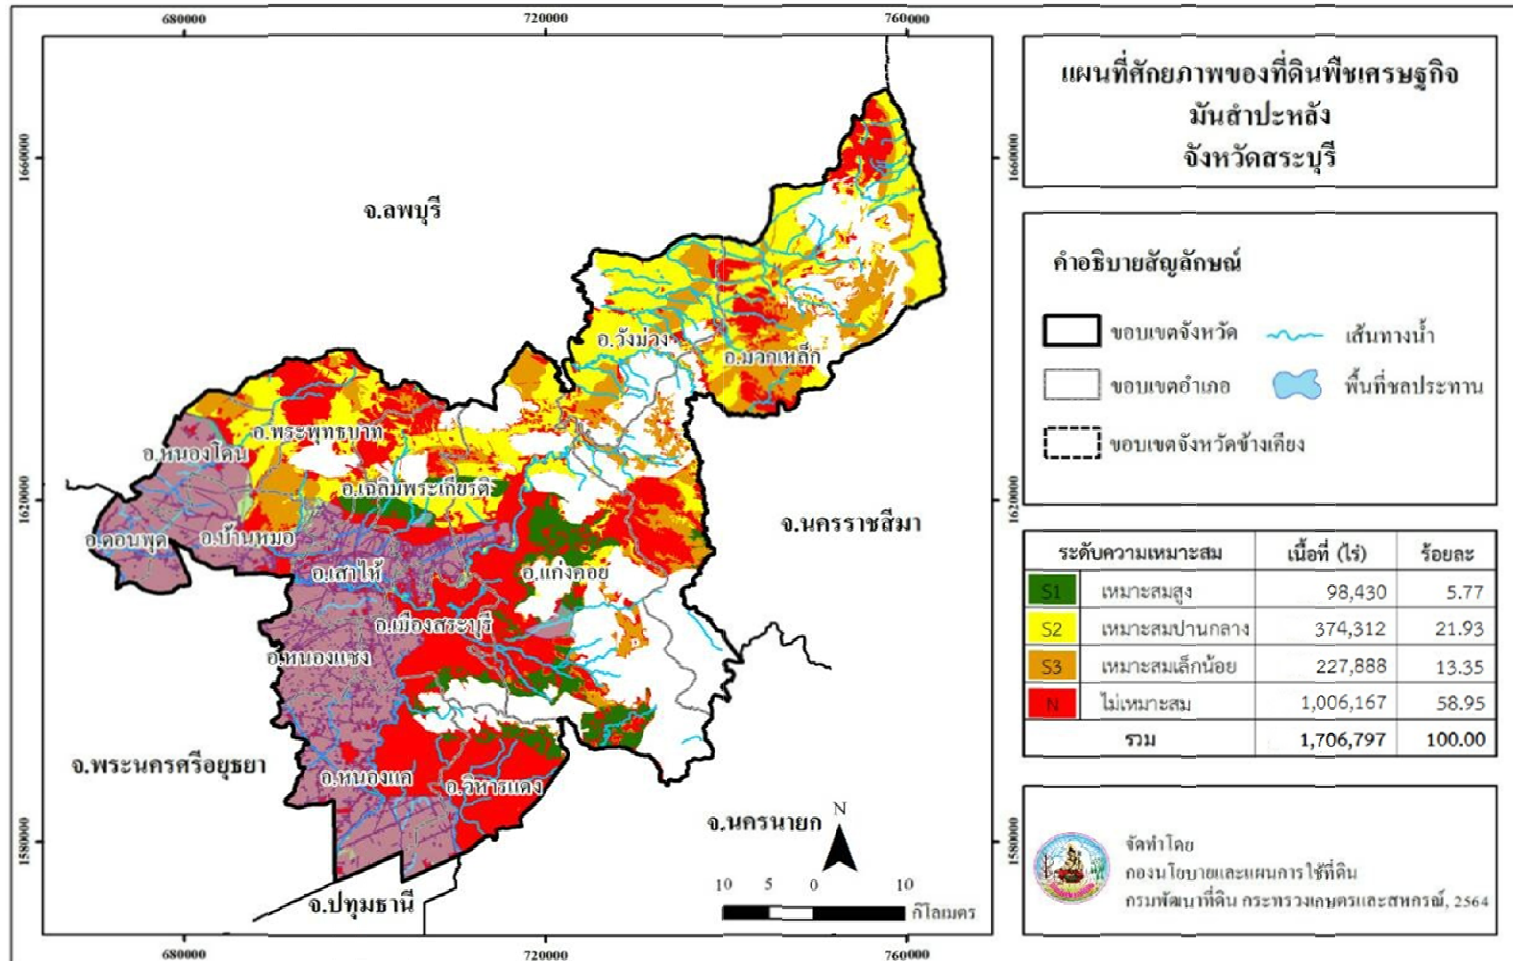 680000
720000
760000
1660000
1660000
1620000
1620000
1580000
1580000
680000
720000
760000
จ.ลพบุรี
อ.วังม่วง
อ.มวกเหล็ก
อ.พระพุทธบาท
อ.หนองโดน
อ.เฉลิมพระเกียรติ
จ.นครราชสีมา
อ.ดอนพุด
อ.บ้านหมอ
อ.เสาไห้
อ.แก่งคอย
อ.เมืองสระบุรี
อ.หนองแซง
จ.พระนครศรีอยุธยา
อ.หนองแค
อ.วิหารแดง
จ.นครนายก
N
จ.ปทุมธานี
10 5 0 10
กิโลเมตร
แผนที่ศักยภาพของที่ดินพืชเศรษฐกิจ
มันสำปะหลัง
จังหวัดสระบุรี
คำอธิบายสัญลักษณ์
ขอบเขตจังหวัด เส้นทางน้ำ
ขอบเขตอำเภอ พื้นที่ชลประทาน
ขอบเขตจังหวัดข้างเคียง
ระดับความเหมาะสม เนื้อที่ (ไร่) ร้อยละ
S1 เหมาะสมสูง 98,430 5.77
S2 เหมาะสมปานกลาง 374,312 21.93
S3 เหมาะสมเล็กน้อย 227,888 13.35
N ไม่เหมาะสม 1,006,167 58.95
รวม 1,706,797 100.00
จัดทำโดย
กองนโยบายและแผนการใช้ที่ดิน
กรมพัฒนาที่ดิน กระทรวงเกษตรและสหกรณ์, 2564